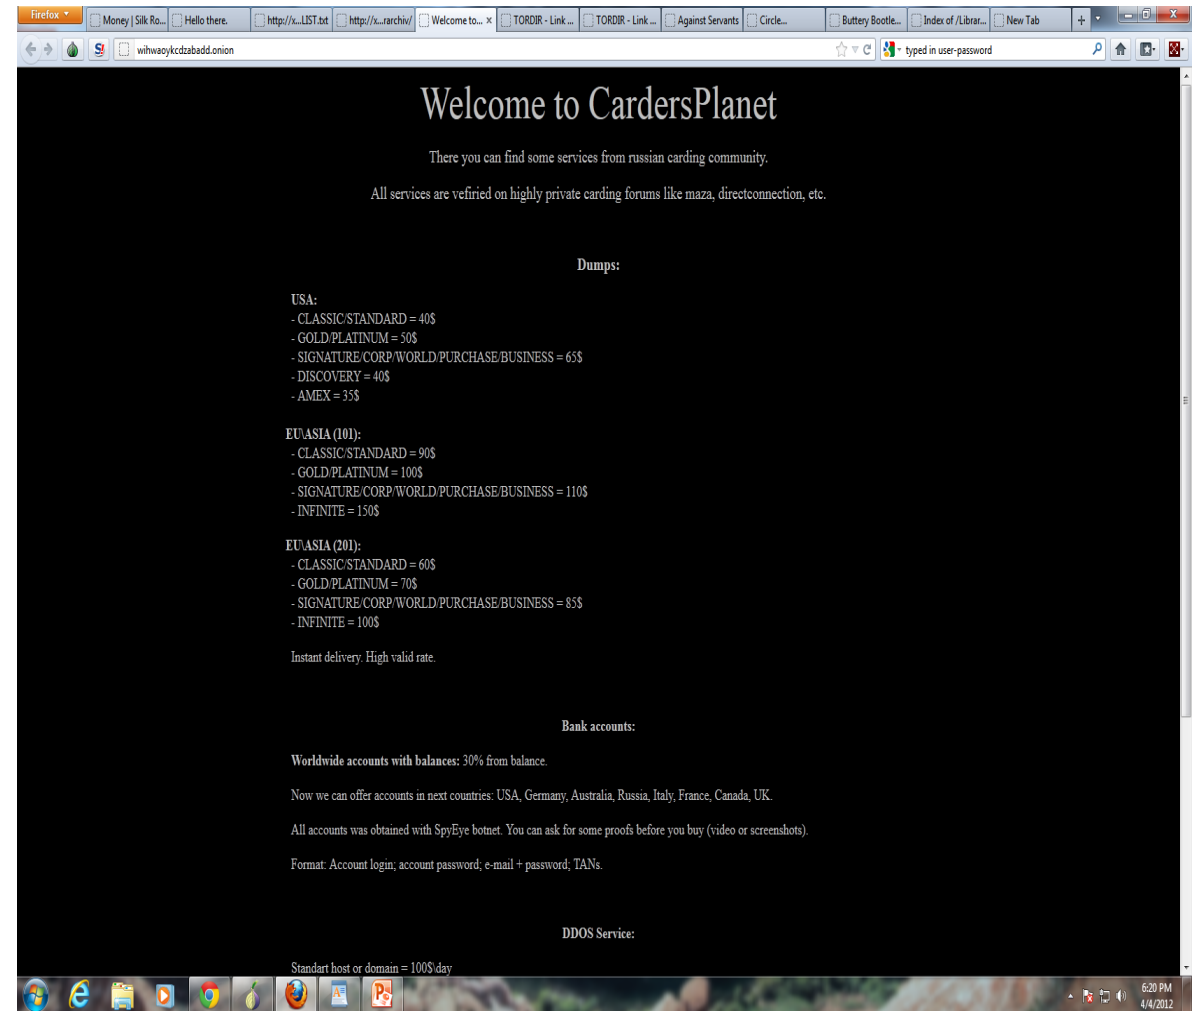 Firefox
Money | Silk Ro...
Hello there.
http://x...LIST.txt
http://x...rarchiv/
Welcome to... x
TORDIR - Link ...
TORDIR - Link ...
Against Servants
Circle...
Buttery Bootle...
Index of /Librar...
New Tab
wihwaoykcdzabadd.onion
typed in user-password
Welcome to CardersPlanet
There you can find some services from russian carding community.
All services are vefiried on highly private carding forums like maza, directconnection, etc.
Dumps:
USA:
- CLASSIC/STANDARD = 40$
- GOLD/PLATINUM = 50$
- SIGNATURE/CORP/WORLD/PURCHASE/BUSINESS = 65$
- DISCOVERY = 40$
- AMEX = 35$
EU\ASIA (101):
- CLASSIC/STANDARD = 90$
- GOLD/PLATINUM = 100$
- SIGNATURE/CORP/WORLD/PURCHASE/BUSINESS = 110$
- INFINITE = 150$
EU\ASIA (201):
- CLASSIC/STANDARD = 60$
- GOLD/PLATINUM = 70$
- SIGNATURE/CORP/WORLD/PURCHASE/BUSINESS = 85$
- INFINITE = 100$
Instant delivery. High valid rate.
Bank accounts:
Worldwide accounts with balances: 30% from balance.
Now we can offer accounts in next countries: USA, Germany, Australia, Russia, Italy, France, Canada, UK.
All accounts was obtained with SpyEye botnet. You can ask for some proofs before you buy (video or screenshots).
Format: Account login; account password; e-mail + password; TANs.
DDOS Service:
Standart host or domain = 100$\day
6:20 PM
4/4/2012